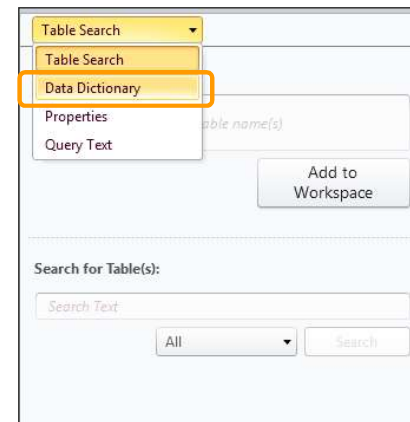 Table Search
Table Search
Data Dictionary
Properties
Query Text
able name(s)
Add to
Workspace
Search for Table(s):
Search Text
All
Search